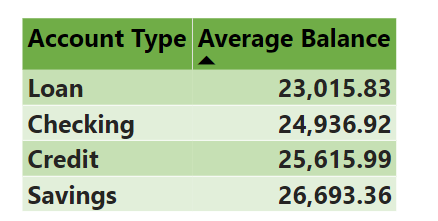 Account Type Average Balance
Loan 23,015.83
Checking 24,936.92
Credit 25,615.99
Savings 26,693.36